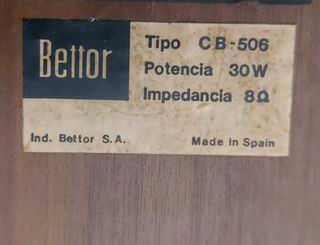 Bettor
Tipo CB-506
Potencia 30W
Impedancia 8Ω
Ind. Bettor S.A. Made in Spain